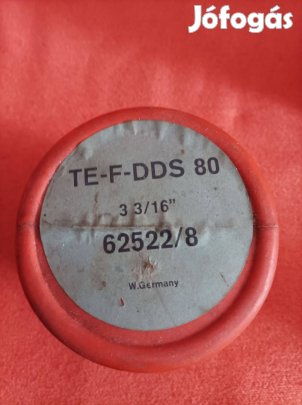 Jófogás
TE-F-DDS 80
3 3/16"
62522/8
W.Germany